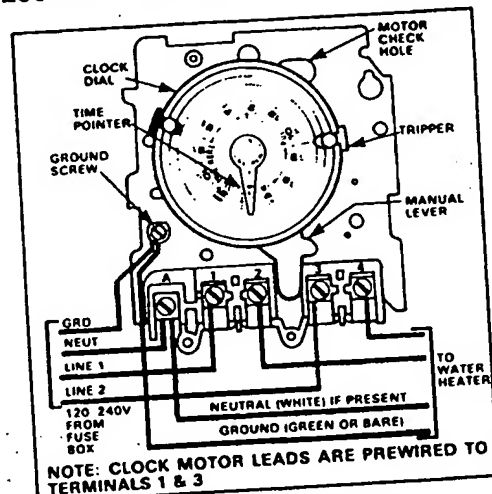 MOTOR
CHECK
HOLE
CLOCK
DIAL
TIME
POINTER
TRIPPER
GROUND
SCREW
MANUAL
LEVER
A 1 2 3 4
GRD
NEUT
LINE 1
LINE 2
TO
WATER
HEATER
120 240V
FROM
FUSE
BOX
NEUTRAL (WHITE) IF PRESENT
GROUND (GREEN OR BARE)
NOTE: CLOCK MOTOR LEADS ARE PREWIRED TO
TERMINALS 1 & 3